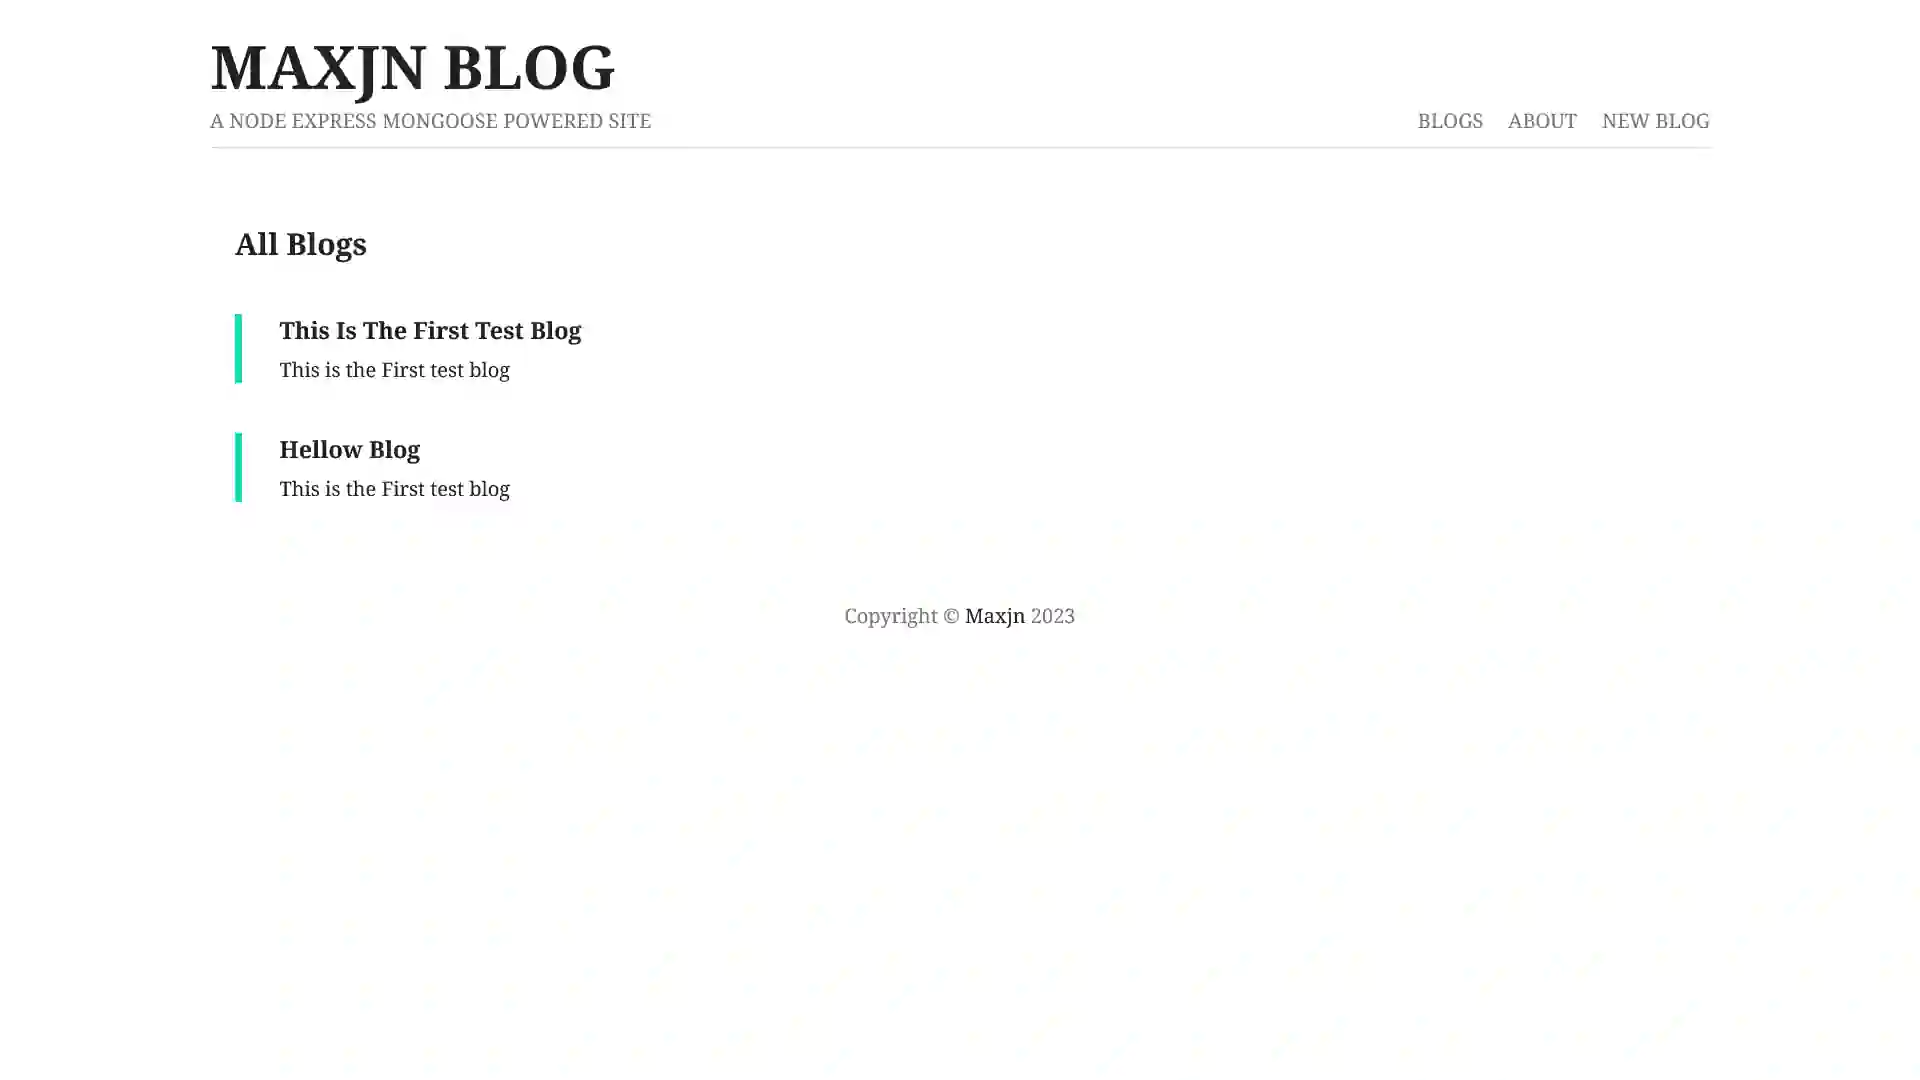 MAXJN BLOG
A NODE EXPRESS MONGOOSE POWERED SITE
BLOGS ABOUT NEW BLOG
All Blogs
This Is The First Test Blog
This is the First test blog
Hellow Blog
This is the First test blog
Copyright © Maxjn 2023